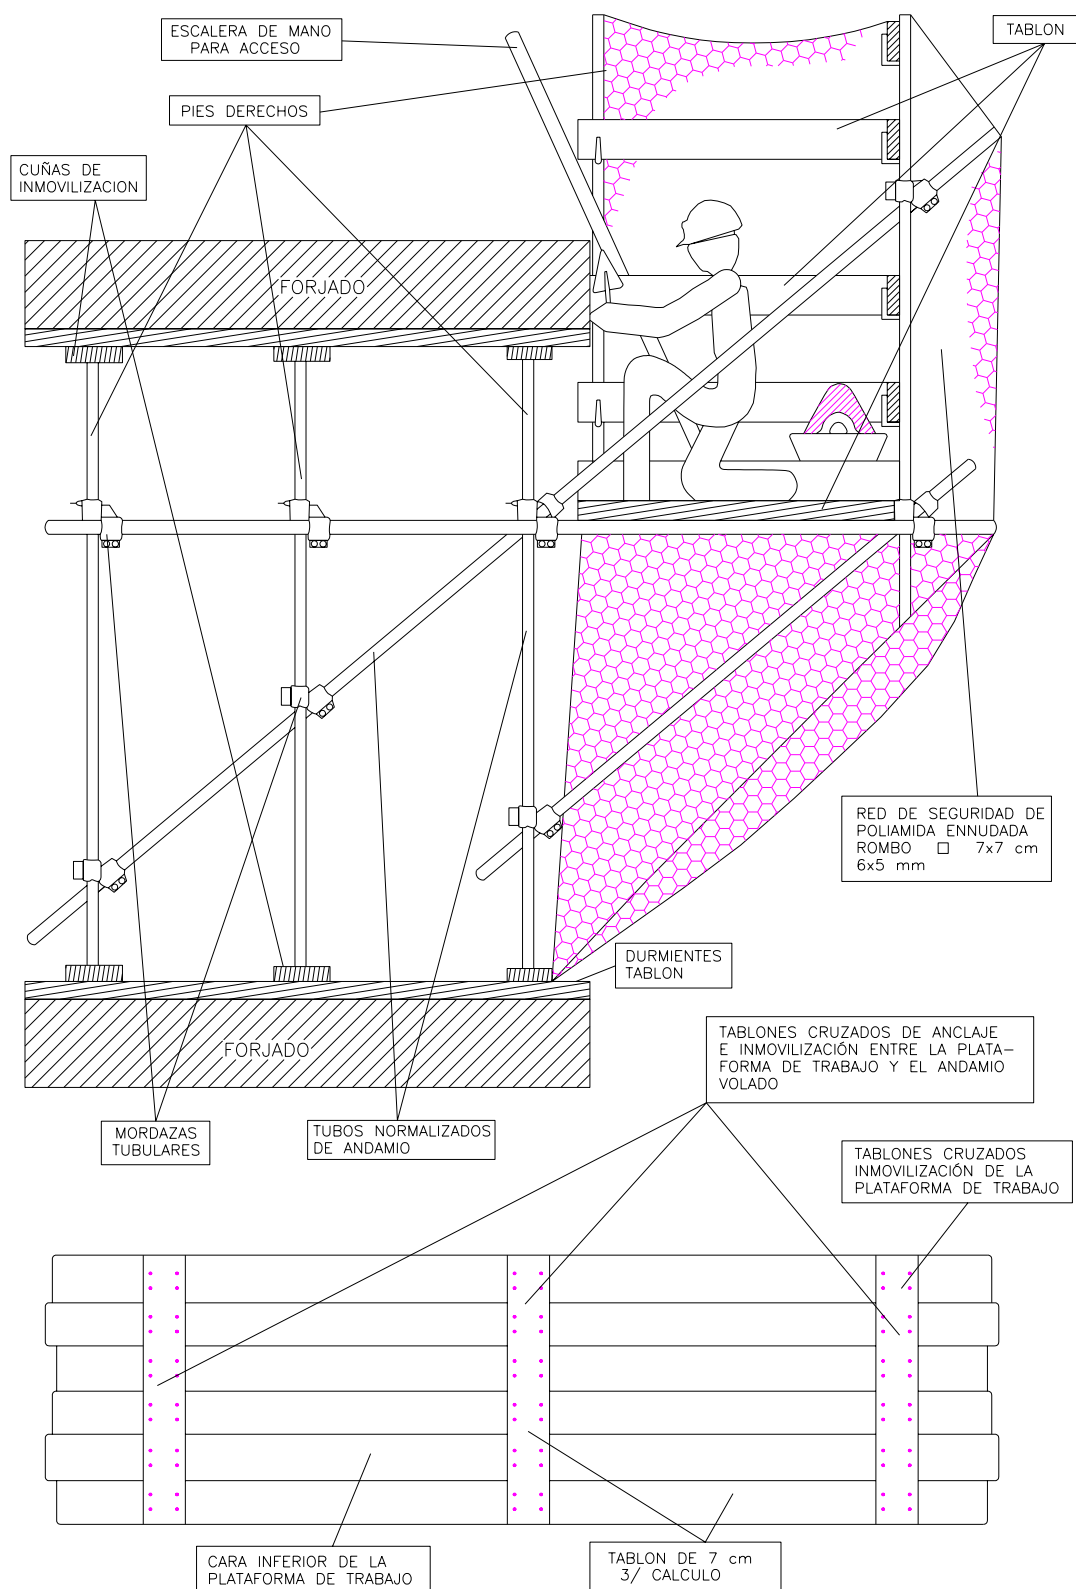 ESCALERA DE MANO
PARA ACCESO
TABLON
PIES DERECHOS
CUÑAS DE
INMOVILIZACION
FORJADO
RED DE SEGURIDAD DE
POLIAMIDA ENNUDADA
ROMBO □ 7x7 cm
6x5 mm
DURMIENTES
TABLON
FORJADO
TABLONES CRUZADOS DE ANCLAJE
E INMOVILIZACIÓN ENTRE LA PLATA-
FORMA DE TRABAJO Y EL ANDAMIO
VOLADO
MORDAZAS
TUBULARES
TUBOS NORMALIZADOS
DE ANDAMIO
TABLONES CRUZADOS
INMOVILIZACIÓN DE LA
PLATAFORMA DE TRABAJO
CARA INFERIOR DE LA
PLATAFORMA DE TRABAJO
TABLON DE 7 cm
3/ CALCULO